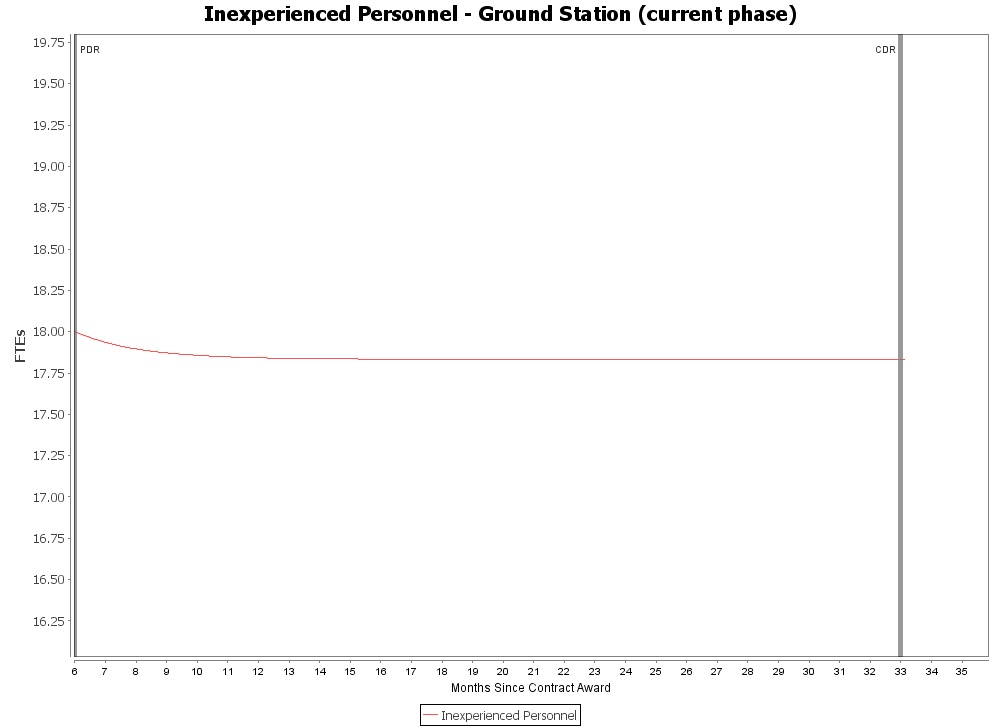 Inexperienced Personnel - Ground Station (current phase)
19.75
19.50
19.25
19.00
18.75
18.50
18.25
18.00
17.75
17.50
17.25
17.00
16.75
16.50
16.25
FTEs
PDR
CDR
6 7 8 9 10 11 12 13 14 15 16 17 18 19 20 21 22 23 24 25 26 27 28 29 30 31 32 33 34 35
Months Since Contract Award
Inexperienced Personnel